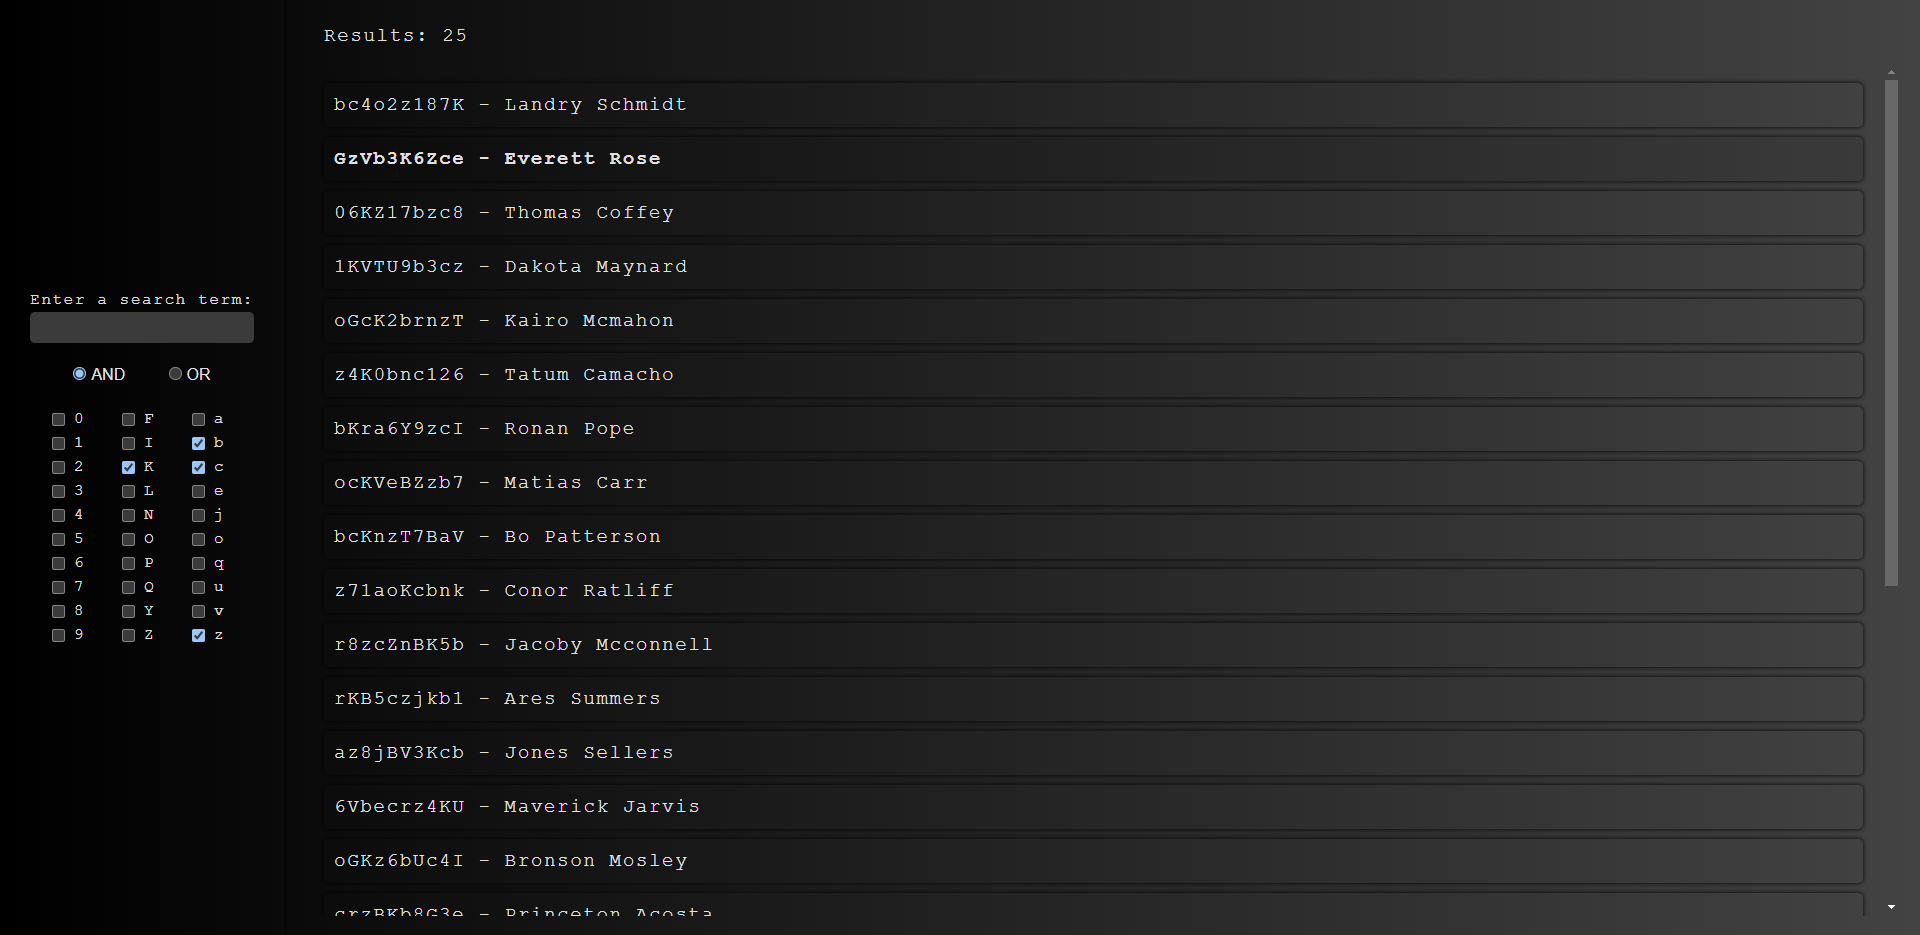 Results: 25
bc4o2z187K - Landry Schmidt
GzVb3K6Zce - Everett Rose
06KZ17bzc8 - Thomas Coffey
1KVTU9b3cz - Dakota Maynard
oGcK2brnzT - Kairo Mcmahon
z4K0bnc126 - Tatum Camacho
bKra6Y9zcI - Ronan Pope
ocKVeBZzb7 - Matias Carr
bcKnzT7BaV - Bo Patterson
z71aoKcbnk - Conor Ratliff
r8zcZnBK5b - Jacoby Mcconnell
rKB5czjkb1 - Ares Summers
az8jBV3Kcb - Jones Sellers
6Vbecrz4KU - Maverick Jarvis
oGKz6bUc4I - Bronson Mosley
crzBKb8G3e - Princeton Acosta
Enter a search term:
AND OR
0 F a
1 I b
2 K c
3 L e
4 N j
5 O o
6 P q
7 Q u
8 Y v
9 Z z